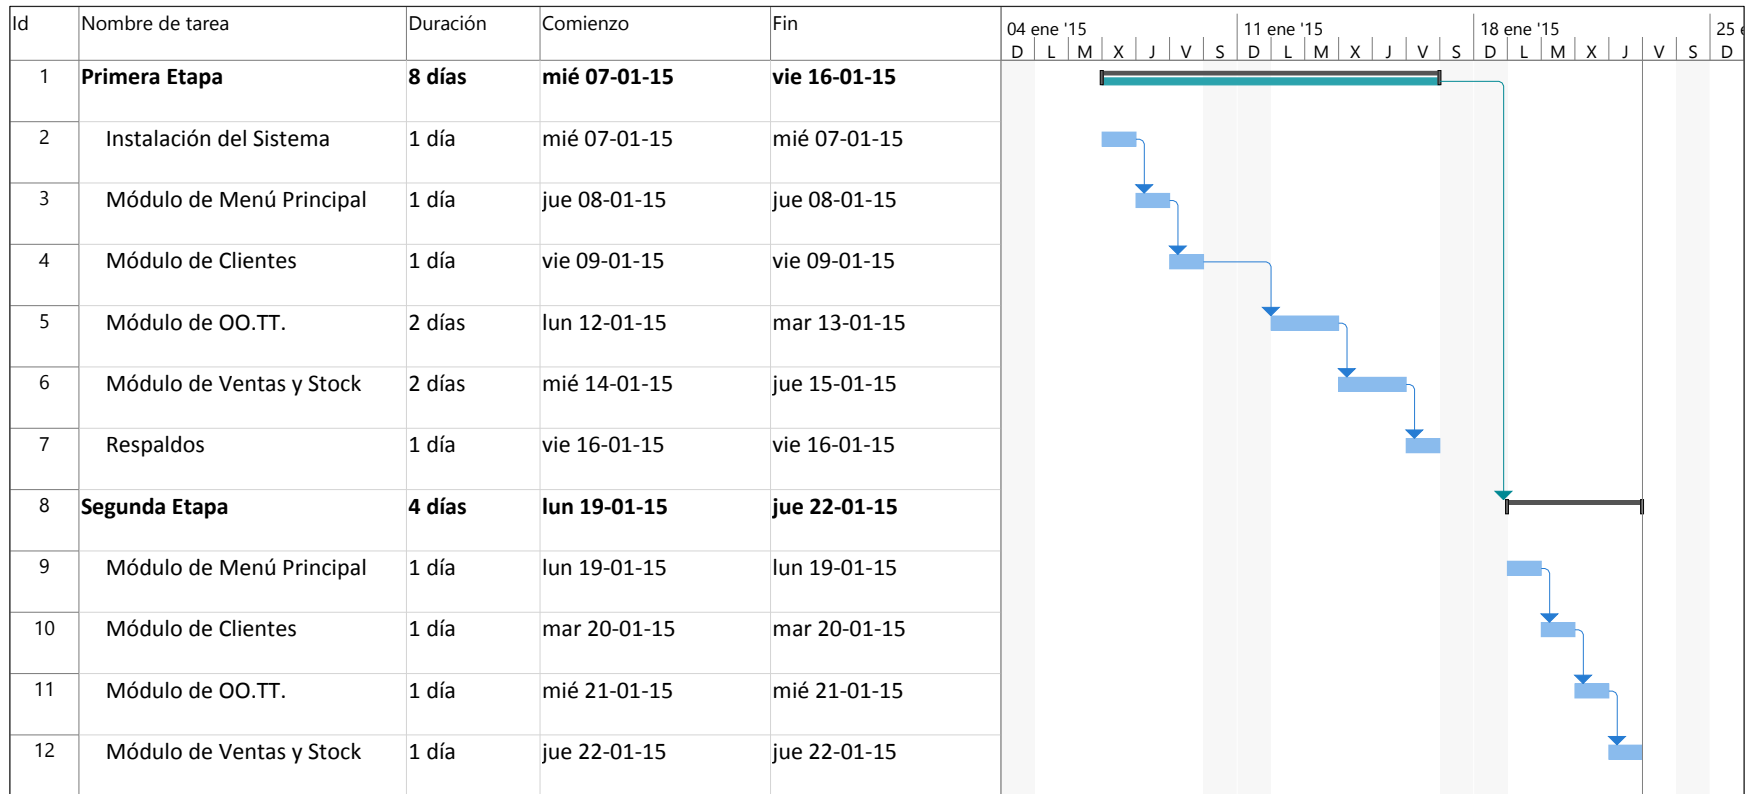 Id Nombre de tarea Duración Comienzo Fin
04 ene '15 11 ene '15 18 ene '15 25 e
D L M X J V S D L M X J V S D L M X J V S D
1 Primera Etapa 8 días mié 07-01-15 vie 16-01-15
2 Instalación del Sistema 1 día mié 07-01-15 mié 07-01-15
3 Módulo de Menú Principal 1 día jue 08-01-15 jue 08-01-15
4 Módulo de Clientes 1 día vie 09-01-15 vie 09-01-15
5 Módulo de OO.TT. 2 días lun 12-01-15 mar 13-01-15
6 Módulo de Ventas y Stock 2 días mié 14-01-15 jue 15-01-15
7 Respaldos 1 día vie 16-01-15 vie 16-01-15
8 Segunda Etapa 4 días lun 19-01-15 jue 22-01-15
9 Módulo de Menú Principal 1 día lun 19-01-15 lun 19-01-15
10 Módulo de Clientes 1 día mar 20-01-15 mar 20-01-15
11 Módulo de OO.TT. 1 día mié 21-01-15 mié 21-01-15
12 Módulo de Ventas y Stock 1 día jue 22-01-15 jue 22-01-15